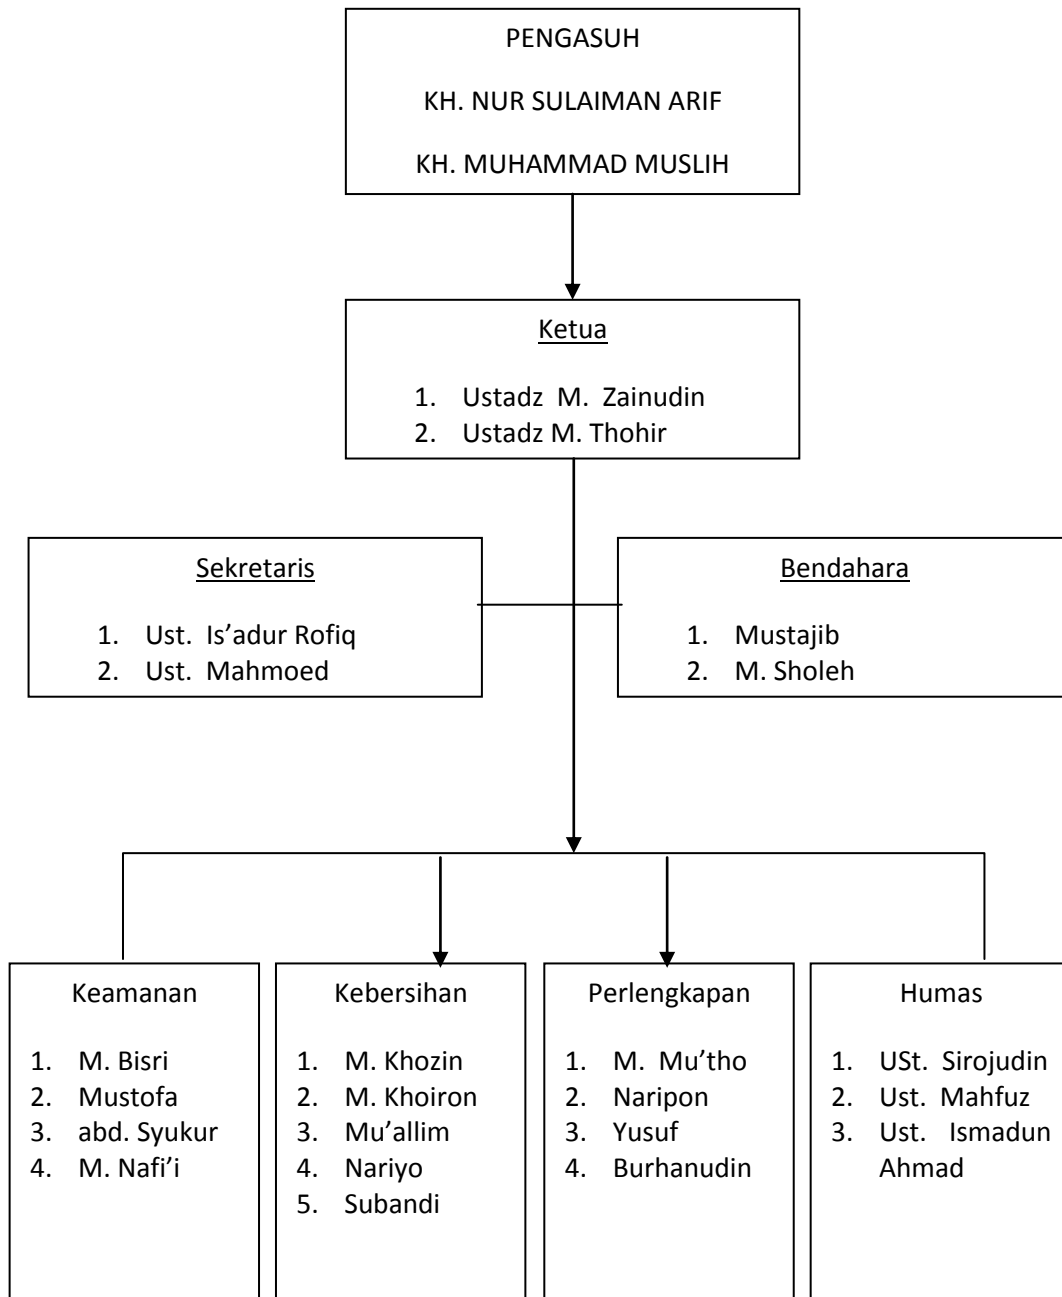 PENGASUH
KH. NUR SULAIMAN ARIF
KH. MUHAMMAD MUSLIH
Ketua
1. Ustadz M. Zainudin
2. Ustadz M. Thohir
Sekretaris
1. Ust. Is’adur Rofiq
2. Ust. Mahmoed
Bendahara
1. Mustajib
2. M. Sholeh
Keamanan
1. M. Bisri
2. Mustofa
3. abd. Syukur
4. M. Nafi’i
Kebersihan
1. M. Khozin
2. M. Khoiron
3. Mu’allim
4. Nariyo
5. Subandi
Perlengkapan
1. M. Mu’tho
2. Naripon
3. Yusuf
4. Burhanudin
Humas
1. USt. Sirojudin
2. Ust. Mahfuz
3. Ust. Ismadun
Ahmad